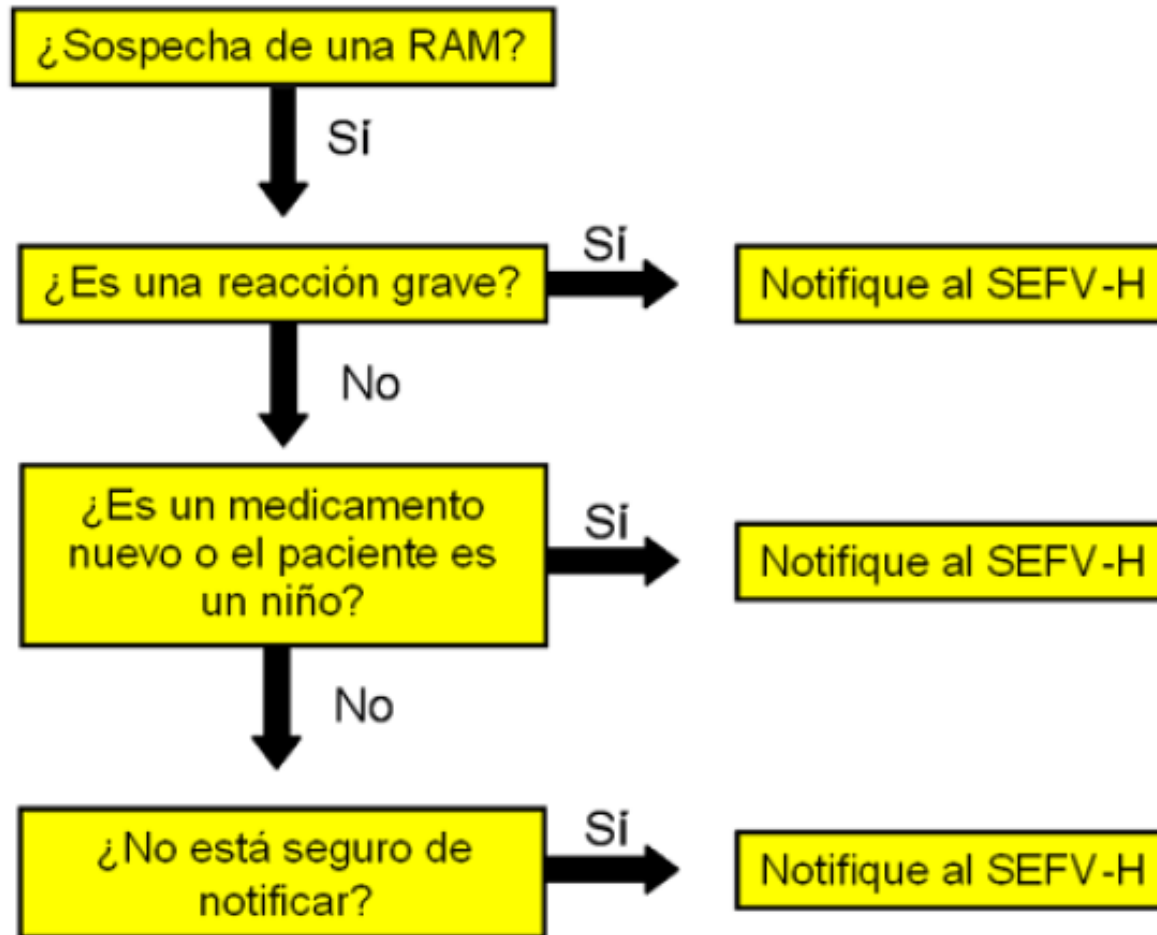 ¿Sospecha de una RAM?
Sí
¿Es una reacción grave?
Sí
Notifique al SEFV-H
No
¿Es un medicamento
nuevo o el paciente es
un niño?
Sí
Notifique al SEFV-H
No
¿No está seguro de
notificar?
Sí
Notifique al SEFV-H